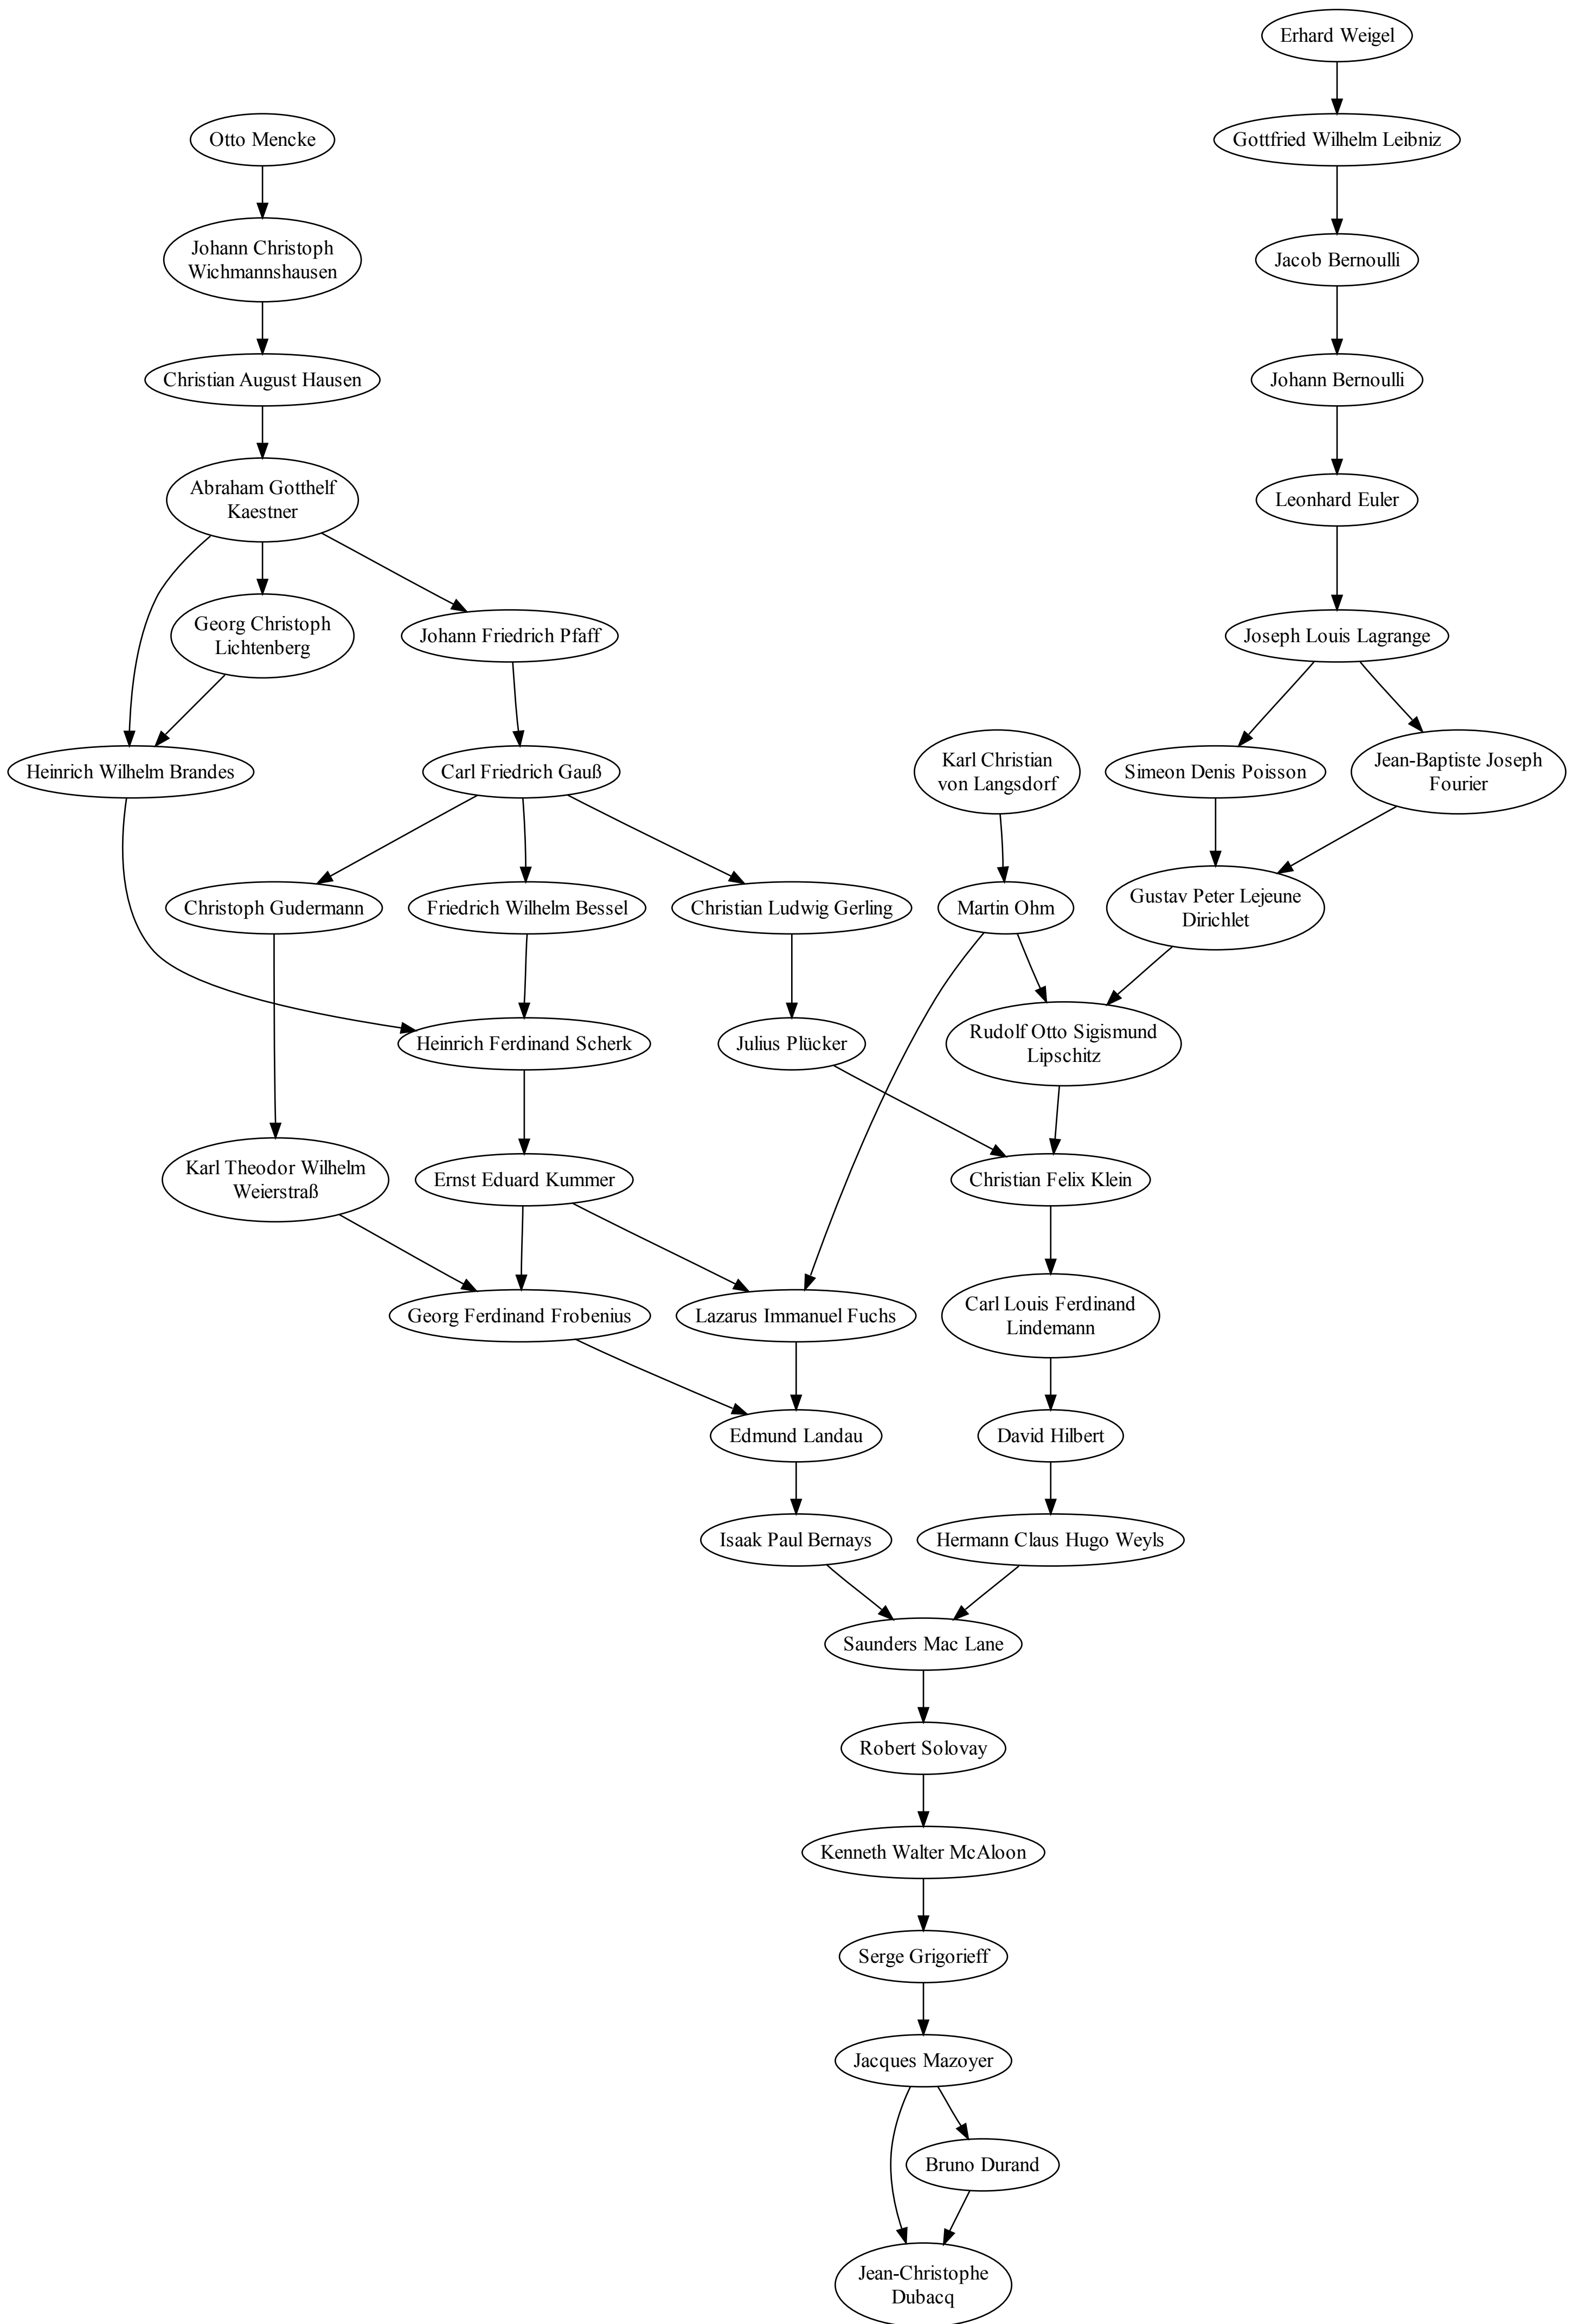 Erhard Weigel
Otto Mencke
Gottfried Wilhelm Leibniz
Johann Christoph
Wichmannshausen
Jacob Bernoulli
Christian August Hausen
Johann Bernoulli
Abraham Gotthelf
Kaestner
Leonhard Euler
Georg Christoph
Lichtenberg
Johann Friedrich Pfaff
Joseph Louis Lagrange
Heinrich Wilhelm Brandes
Carl Friedrich Gauß
Karl Christian
von Langsdorf
Simeon Denis Poisson
Jean-Baptiste Joseph
Fourier
Christoph Gudermann
Friedrich Wilhelm Bessel
Christian Ludwig Gerling
Martin Ohm
Gustav Peter Lejeune
Dirichlet
Heinrich Ferdinand Scherk
Julius Plücker
Rudolf Otto Sigismund
Lipschitz
Karl Theodor Wilhelm
Weierstraß
Ernst Eduard Kummer
Christian Felix Klein
Georg Ferdinand Frobenius
Lazarus Immanuel Fuchs
Carl Louis Ferdinand
Lindemann
Edmund Landau
David Hilbert
Isaak Paul Bernays
Hermann Claus Hugo Weyls
Saunders Mac Lane
Robert Solovay
Kenneth Walter McAloon
Serge Grigorieff
Jacques Mazoyer
Bruno Durand
Jean-Christophe
Dubacq